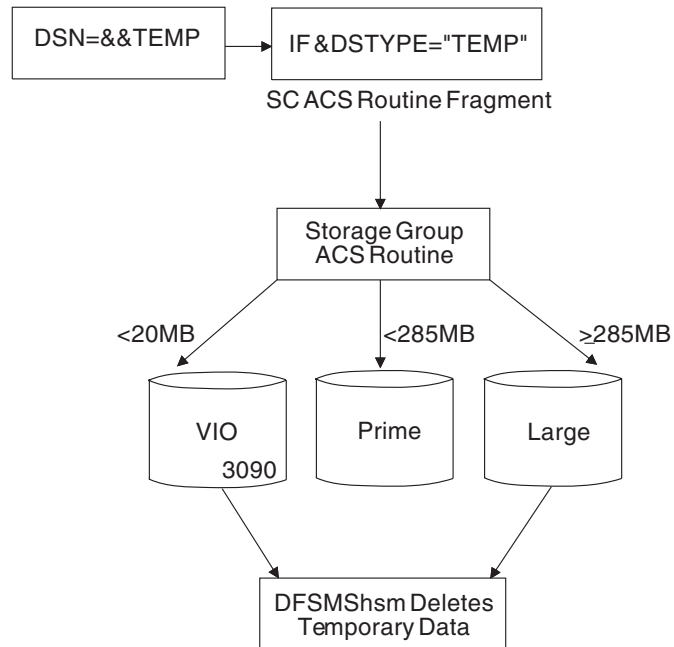 DSN=&&TEMP
IF &DSTYPE="TEMP"
SC ACS Routine Fragment
Storage Group
ACS Routine
<20MB
<285MB
≥285MB
VIO
3090
Prime
Large
DFSMShsm Deletes
Temporary Data